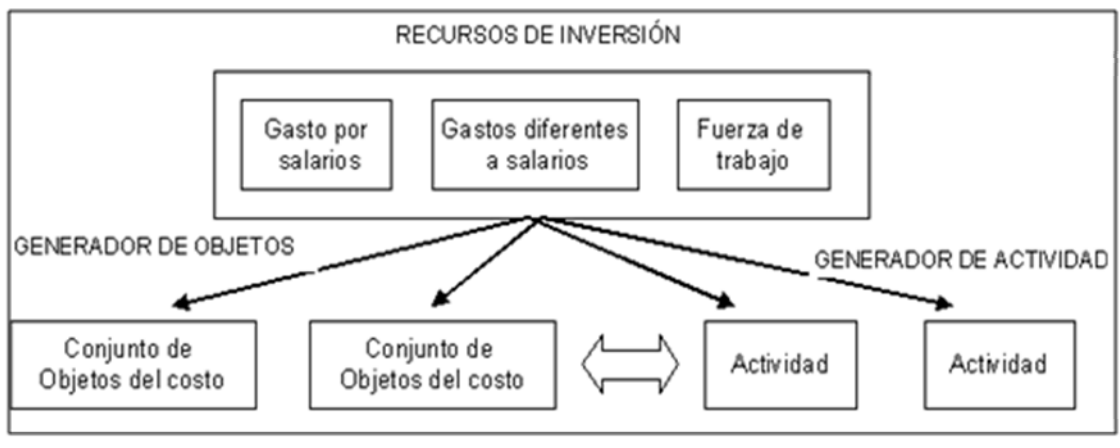 RECURSOS DE INVERSIÓN
Gasto por
salarios
Gastos diferentes
a salarios
Fuerza de
trabajo
GENERADOR DE OBJETOS
GENERADOR DE ACTIVIDAD
Conjunto de
Objetos del costo
Conjunto de
Objetos del costo
Actividad
Actividad